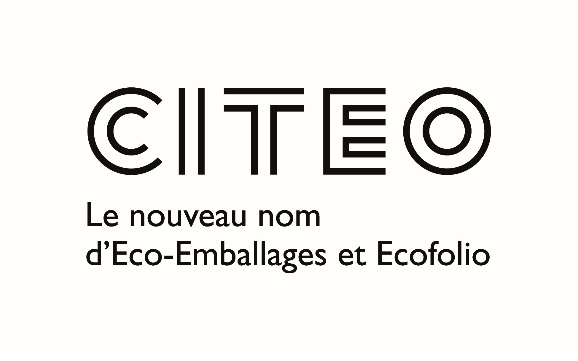 CITEO
Le nouveau nom
d’Eco-Emballages et Ecofolio